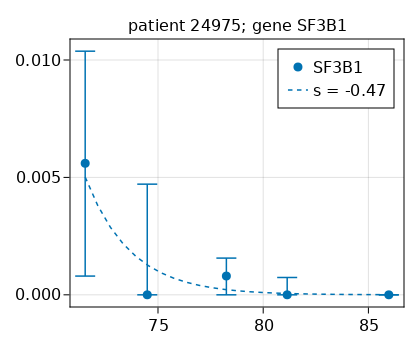 patient 24975; gene SF3B1
SF3B1
s = -0.47
0.010
0.005
0.000
75
80
85